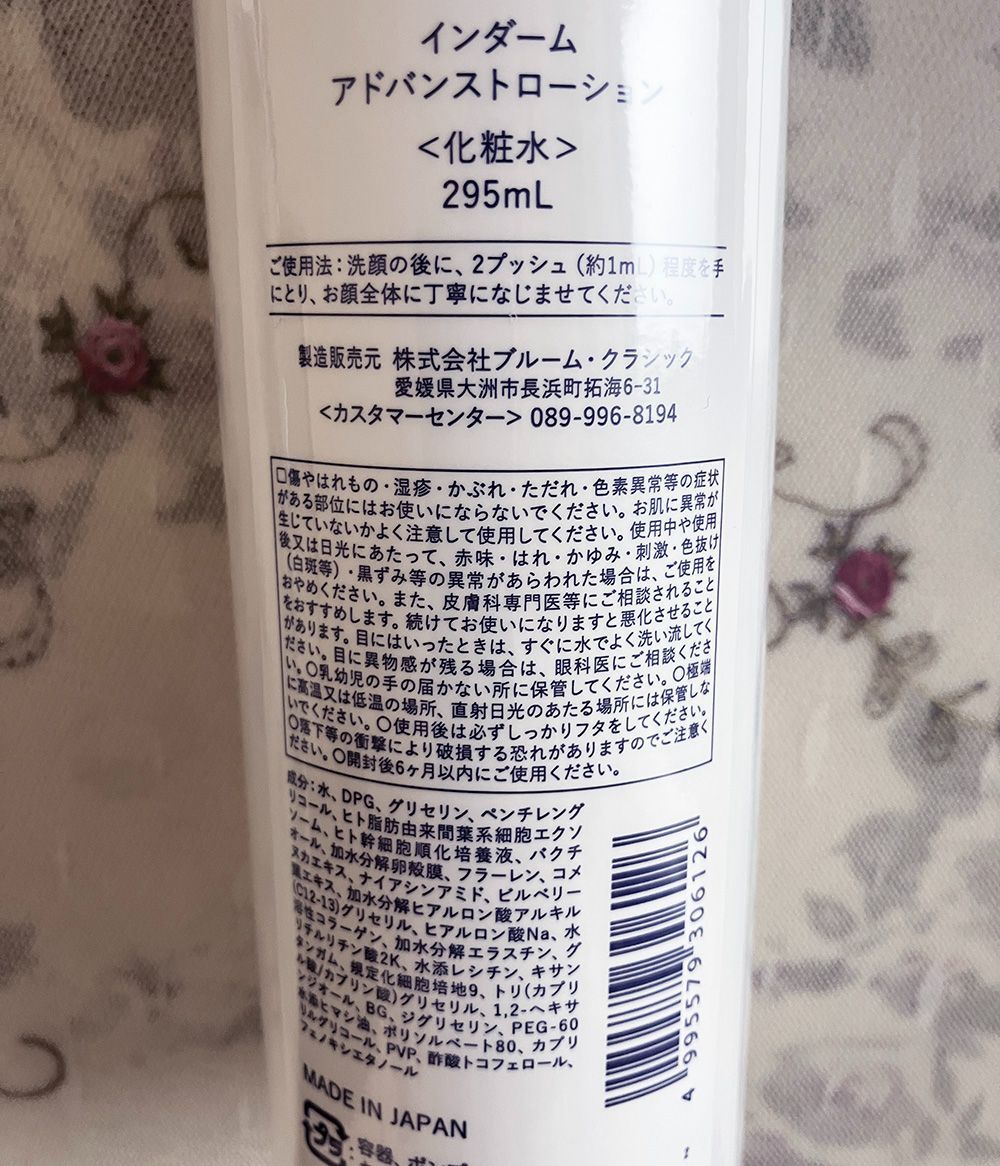 インダーム
アドバンストローション
<化粧水>
295mL
ご使用法：洗顔の後に、2プッシュ（約1mL）程度を手
にとり、お顔全体に丁寧になじませてください。
製造販売元 株式会社ブルーム・クラシック
愛媛県大洲市長浜町拓海6-31
<カスタマーセンター> 089-996-8194
□傷やはれもの・湿疹・かぶれ・ただれ・色素異常等の症状
がある部位にはお使いにならないでください。お肌に異常が
生じていないかよく注意して使用してください。使用中や使用
後又は日光にあたって、赤味・はれ・かゆみ・刺激・色抜け
（白斑等）・黒ずみ等の異常があらわれた場合は、ご使用を
おやめください。また、皮膚科専門医等にご相談されること
をおすすめします。続けてお使いになりますと悪化させること
があります。目にはいったときは、すぐに水でよく洗い流してく
ださい。目に異物感が残る場合は、眼科医にご相談くださ
い。〇乳幼児の手の届かない所に保管してください。〇極端
に高温又は低温の場所、直射日光のあたる場所には保管しな
いでください。〇使用後は必ずしっかりフタをしてください。
〇落下等の衝撃により破損する恐れがありますのでご注意く
ださい。〇開封後6ヶ月以内にご使用ください。
成分：水、DPG、グリセリン、ペンチレング
リコール、ヒト脂肪由来間葉系細胞エクソ
ソーム、ヒト幹細胞順化培養液、バクチ
オール、加水分解卵殻膜、フラーレン、コメ
ヌカエキス、ナイアシンアミド、ビルベリー
葉エキス、加水分解ヒアルロン酸アルキル
(C12-13)グリセリル、ヒアルロン酸Na、水
溶性コラーゲン、加水分解エラスチン、グ
リチルリチン酸2K、水添レシチン、キサン
タンガム、規定化細胞培地9、トリ(カプリ
ル酸/カプリン酸)グリセリル、1,2-ヘキサ
ンジオール、BG、ジグリセリン、PEG-60
水添ヒマシ油、ポリソルベート80、カプリ
リルグリコール、PVP、酢酸トコフェロール、
フェノキシエタノール
MADE IN JAPAN
プラ：容器、ポンプ
4 995579 306126